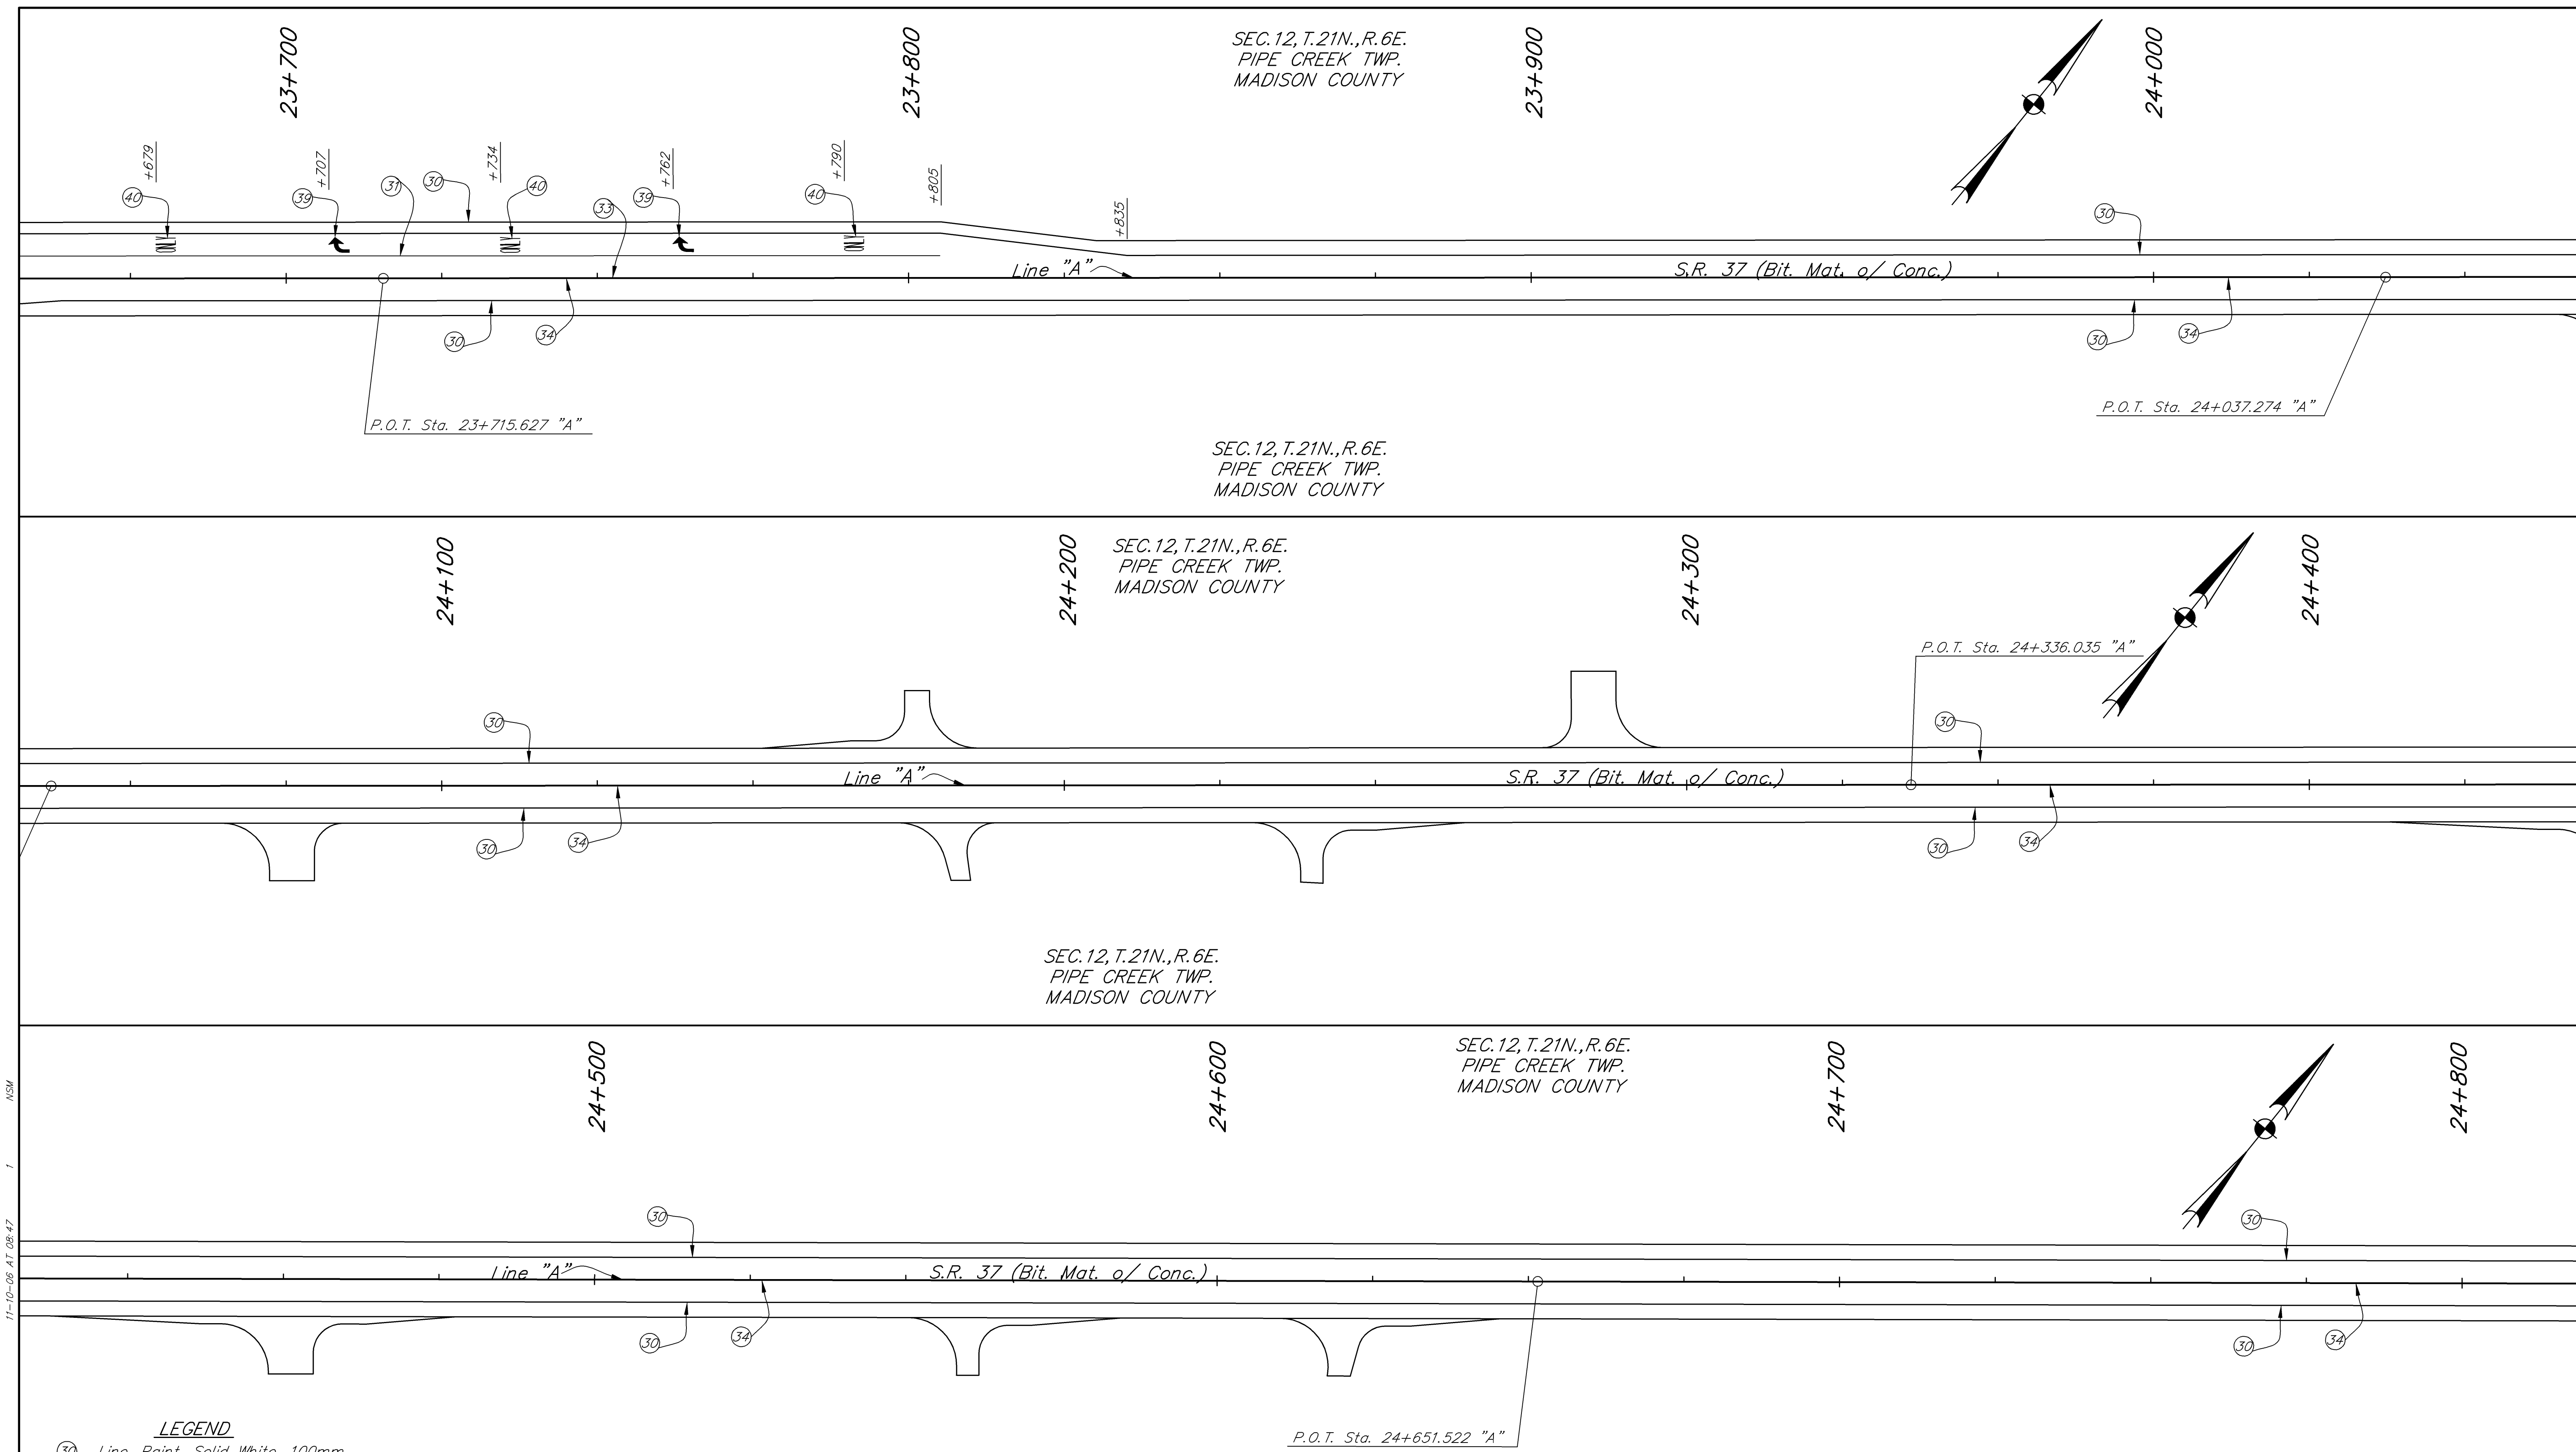 23+700
23+800
SEC.12, T.21N.,R.6E.
PIPE CREEK TWP.
MADISON COUNTY
23+900
24+000
+679
+707
+734
+762
+790
+805
+835
40
39
31
30
40
33
39
40
30
Line "A"
S.R. 37 (Bit. Mat. o/ Conc.)
30
34
30
34
P.O.T. Sta. 23+715.627 "A"
P.O.T. Sta. 24+037.274 "A"
SEC.12, T.21N.,R.6E.
PIPE CREEK TWP.
MADISON COUNTY
24+100
24+200
SEC.12, T.21N.,R.6E.
PIPE CREEK TWP.
MADISON COUNTY
24+300
24+400
P.O.T. Sta. 24+336.035 "A"
30
30
Line "A"
S.R. 37 (Bit. Mat. o/ Conc.)
30
34
30
34
SEC.12, T.21N.,R.6E.
PIPE CREEK TWP.
MADISON COUNTY
24+500
24+600
SEC.12, T.21N.,R.6E.
PIPE CREEK TWP.
MADISON COUNTY
24+700
24+800
30
30
Line "A"
S.R. 37 (Bit. Mat. o/ Conc.)
30
34
30
34
P.O.T. Sta. 24+651.522 "A"
LEGEND
30 Line, Paint, Solid White, 100mm
11-10-06 AT 08:47 1 NSM